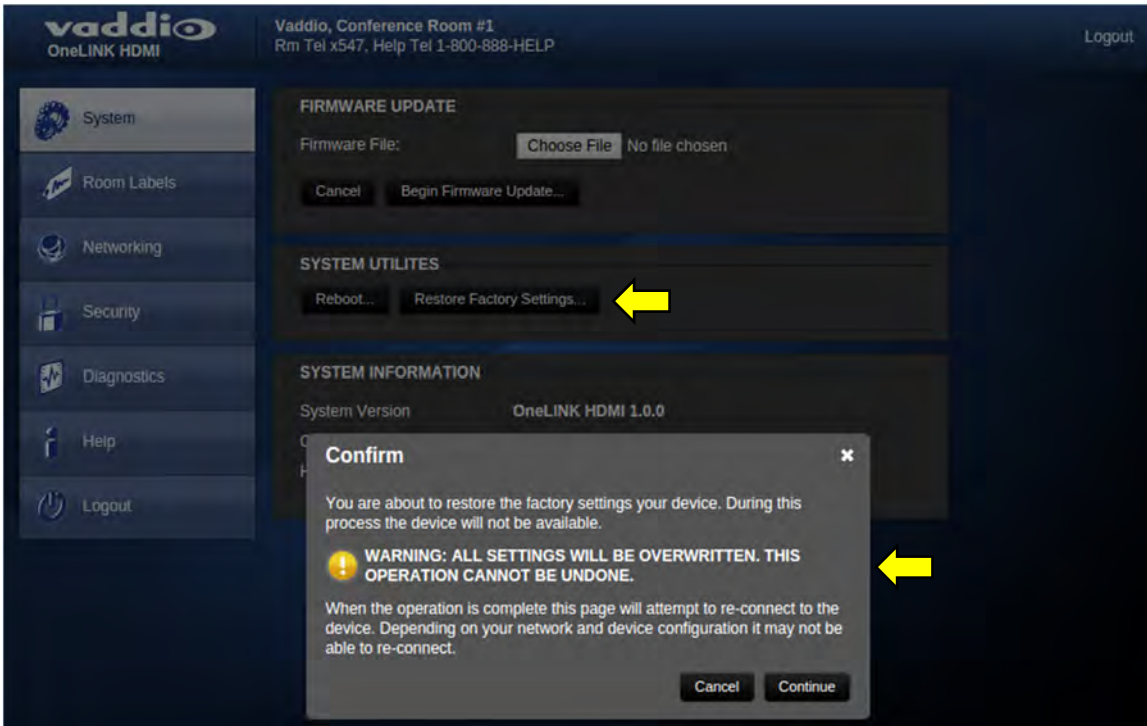 vaddio
OneLINK HDMI
Vaddio, Conference Room #1
Rm Tel x547, Help Tel 1-800-888-HELP
Logout
System
Room Labels
Networking
Security
Diagnostics
Help
Logout
FIRMWARE UPDATE
Firmware File: Choose File No file chosen
Cancel Begin Firmware Update...
SYSTEM UTILITES
Reboot... Restore Factory Settings...
SYSTEM INFORMATION
System Version OneLINK HDMI 1.0.0
Confirm
You are about to restore the factory settings your device. During this
process the device will not be available.
WARNING: ALL SETTINGS WILL BE OVERWRITTEN. THIS
OPERATION CANNOT BE UNDONE.
When the operation is complete this page will attempt to re-connect to the
device. Depending on your network and device configuration it may not be
able to re-connect.
Cancel Continue